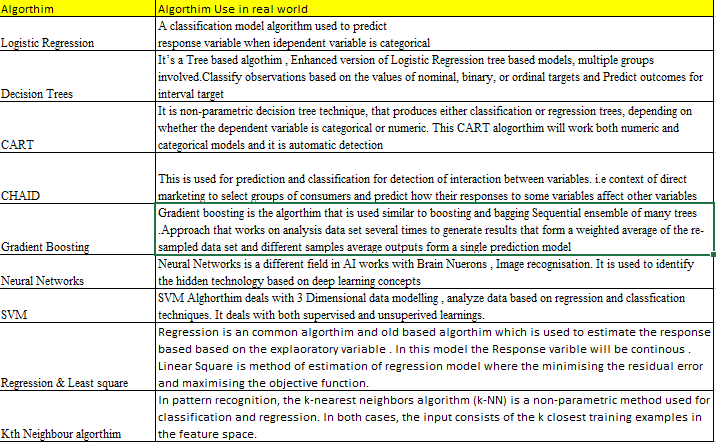 Algorthim Algorthim Use in real world
A classification model algorithm used to predict
Logistic Regression response variable when idependent variable is categorical
It's a Tree based algothim , Enhanced version of Logistic Regression tree based models, multiple groups
involved.Classify observations based on the values of nominal, binary, or ordinal targets and Predict outcomes for
Decision Trees interval target
It is non-parametric decision tree technique, that produces either classification or regression trees, depending on
whether the dependent variable is categorical or numeric. This CART alogorthim will work both numeric and
CART categorical models and it is automatic detection
This is used for prediction and classification for detection of interaction between variables. i.e context of direct
CHAID marketing to select groups of consumers and predict how their responses to some variables affect other variables
Gradient boosting is the algorthim that is used similar to boosting and bagging Sequential ensemble of many trees
.Approach that works on analysis data set several times to generate results that form a weighted average of the re-
Gradient Boosting sampled data set and different samples average outputs form a single prediction model
Neural Networks is a different field in AI works with Brain Nuerons , Image recognisation. It is used to identify
Neural Networks the hidden technology based on deep learning concepts
SVM Alghorthim deals with 3 Dimensional data modelling , analyze data based on regression and classfication
SVM techniques. It deals with both supervised and unsuperived learnings.
Regression is an common algorthim and old based algorthim which is used to estimate the response
based based on the explaoratory variable . In this model the Response varible will be continous .
Linear Square is method of estimation of regression model where the minimising the residual error
Regression & Least square and maximising the objective function.
In pattern recognition, the k-nearest neighbors algorithm (k-NN) is a non-parametric method used for
classification and regression. In both cases, the input consists of the k closest training examples in
Kth Neighbour algorthim the feature space.